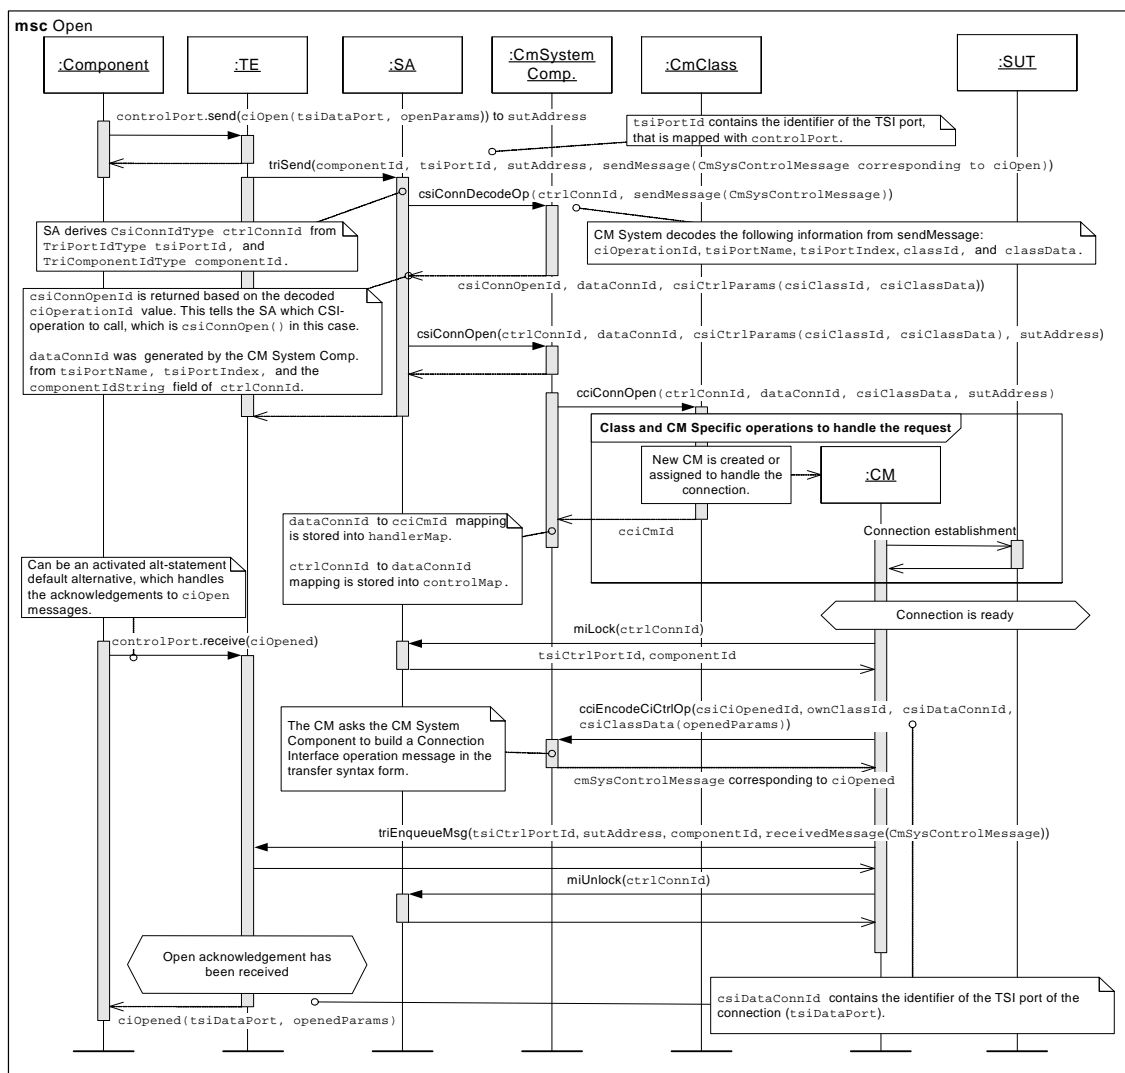 msc Open
:Component
:TE
:SA
:CmSystem
Comp.
:CmClass
:SUT
controlPort.send(ciOpen(tsiDataPort, openParams)) to sutAddress
tsiPortId contains the identifier of the TSI port,
that is mapped with controlPort.
triSend(componentId, tsiPortId, sutAddress, sendMessage(CmSysControlMessage corresponding to ciOpen))
csiConnDecodeOp(ctrlConnId, sendMessage(CmSysControlMessage))
SA derives CsiConnIdType ctrlConnId from
TriPortIdType tsiPortId, and
TriComponentIdType componentId.
CM System decodes the following information from sendMessage:
ciOperationId, tsiPortName, tsiPortIndex, classId, and classData.
csiConnOpenId, dataConnId, csiCtrlParams(csiClassId, csiClassData))
csiConnOpenId is returned based on the decoded
ciOperationId value. This tells the SA which CSI-
operation to call, which is csiConnOpen() in this case.
dataConnId was generated by the CM System Comp.
from tsiPortName, tsiPortIndex, and the
componentIdString field of ctrlConnId.
csiConnOpen(ctrlConnId, dataConnId, csiCtrlParams(csiClassId, csiClassData), sutAddress)
cciConnOpen(ctrlConnId, dataConnId, csiClassData, sutAddress)
Class and CM Specific operations to handle the request
New CM is created or
assigned to handle the
connection.
:CM
cciCmId
dataConnId to cciCmId mapping
is stored into handlerMap.
ctrlConnId to dataConnId
mapping is stored into controlMap.
Connection establishment
Can be an activated alt-statement
default alternative, which handles
the acknowledgements to ciOpen
messages.
Connection is ready
controlPort.receive(ciOpened)
miLock(ctrlConnId)
tsiCtrlPortId, componentId
cciEncodeCiCtrlOp(csiCiOpenedId, ownClassId, csiDataConnId,
csiClassData(openedParams))
The CM asks the CM System
Component to build a Connection
Interface operation message in the
transfer syntax form.
cmSysControlMessage corresponding to ciOpened
triEnqueueMsg(tsiCtrlPortId, sutAddress, componentId, receivedMessage(CmSysControlMessage))
miUnlock(ctrlConnId)
Open acknowledgement has
been received
csiDataConnId contains the identifier of the TSI port of the
connection (tsiDataPort).
ciOpened(tsiDataPort, openedParams)